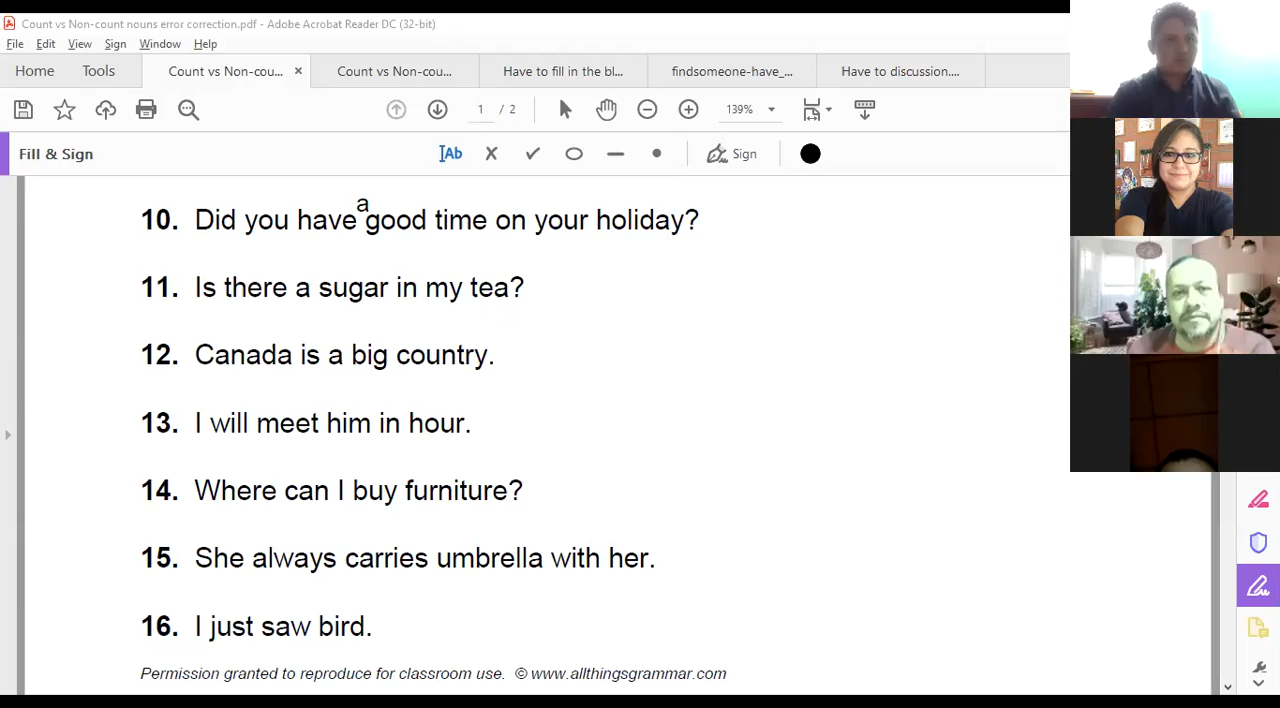 Count vs Non-count nouns error correction.pdf - Adobe Acrobat Reader DC (32-bit)
File Edit View Sign Window Help
Home Tools Count vs Non-cou... × Count vs Non-cou... Have to fill in the bl... findsomeone-have_... Have to discussion....
1 / 2 139%
Fill & Sign Ab Sign
a
10. Did you have good time on your holiday?
11. Is there a sugar in my tea?
12. Canada is a big country.
13. I will meet him in hour.
14. Where can I buy furniture?
15. She always carries umbrella with her.
16. I just saw bird.
Permission granted to reproduce for classroom use. © www.allthingsgrammar.com